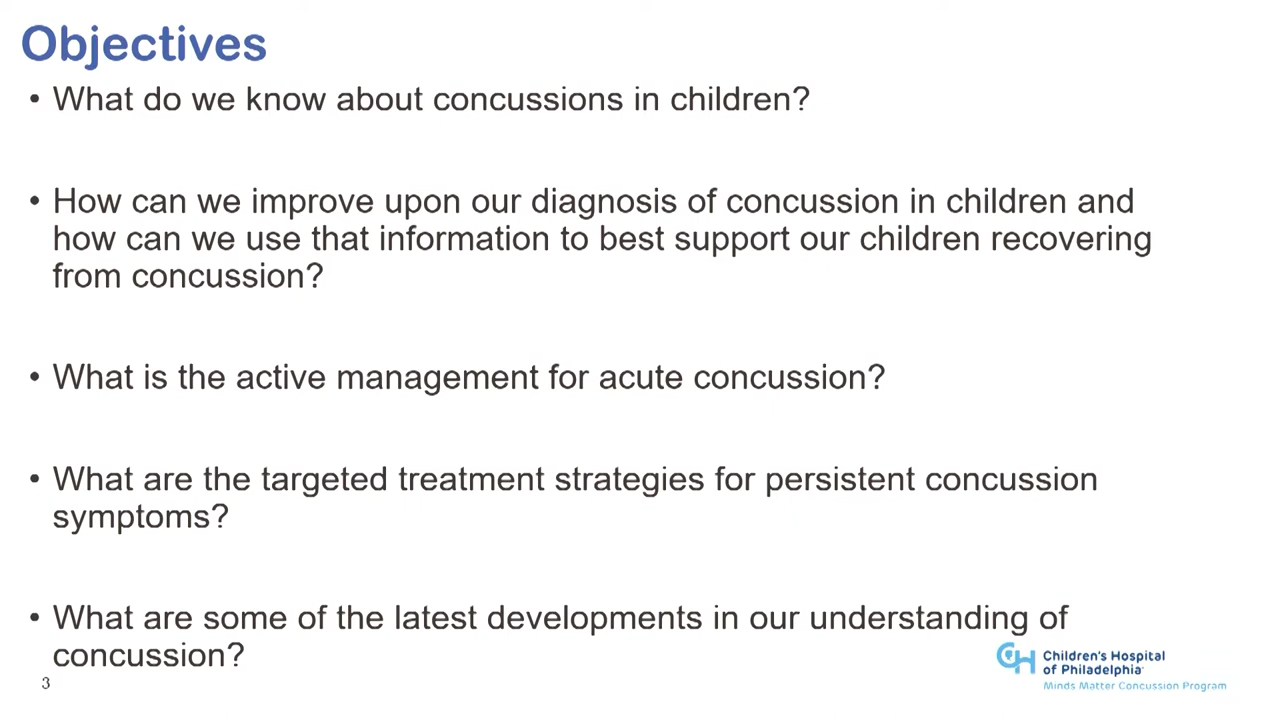 Objectives
• What do we know about concussions in children?
• How can we improve upon our diagnosis of concussion in children and
how can we use that information to best support our children recovering
from concussion?
• What is the active management for acute concussion?
• What are the targeted treatment strategies for persistent concussion
symptoms?
• What are some of the latest developments in our understanding of
concussion?
3
CH Children's Hospital
of Philadelphia
Minds Matter Concussion Program